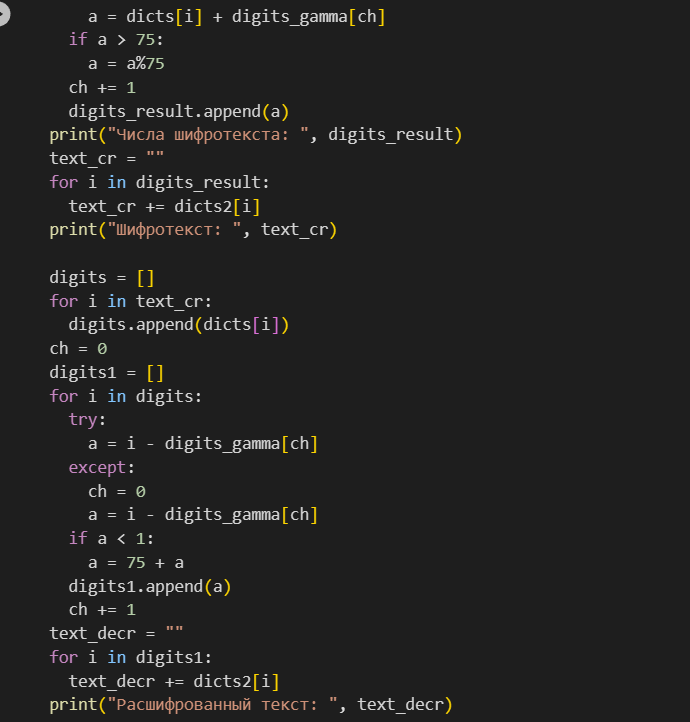 a = dicts[i] + digits_gamma[ch]
    if a > 75:
      a = a%75
    ch += 1
    digits_result.append(a)
  print("Числа шифротекста: ", digits_result)
  text_cr = ""
  for i in digits_result:
    text_cr += dicts2[i]
  print("Шифротекст: ", text_cr)

  digits = []
  for i in text_cr:
    digits.append(dicts[i])
  ch = 0
  digits1 = []
  for i in digits:
    try:
      a = i - digits_gamma[ch]
    except:
      ch = 0
      a = i - digits_gamma[ch]
    if a < 1:
      a = 75 + a
    digits1.append(a)
    ch += 1
  text_decr = ""
  for i in digits1:
    text_decr += dicts2[i]
  print("Расшифрованный текст: ", text_decr)